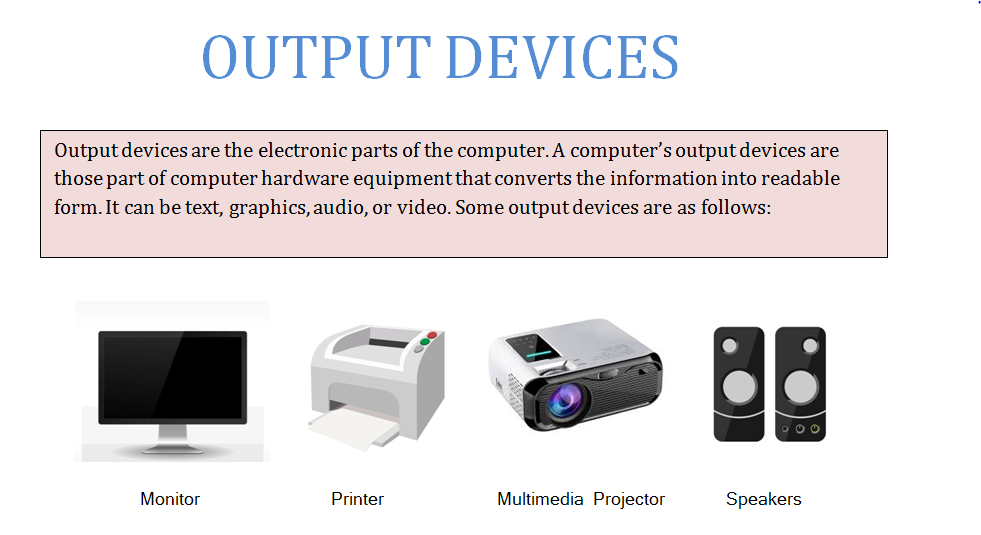 OUTPUT DEVICES
Output devices are the electronic parts of the computer. A computer’s output devices are
those part of computer hardware equipment that converts the information into readable
form. It can be text, graphics, audio, or video. Some output devices are as follows:
Monitor Printer Multimedia Projector Speakers